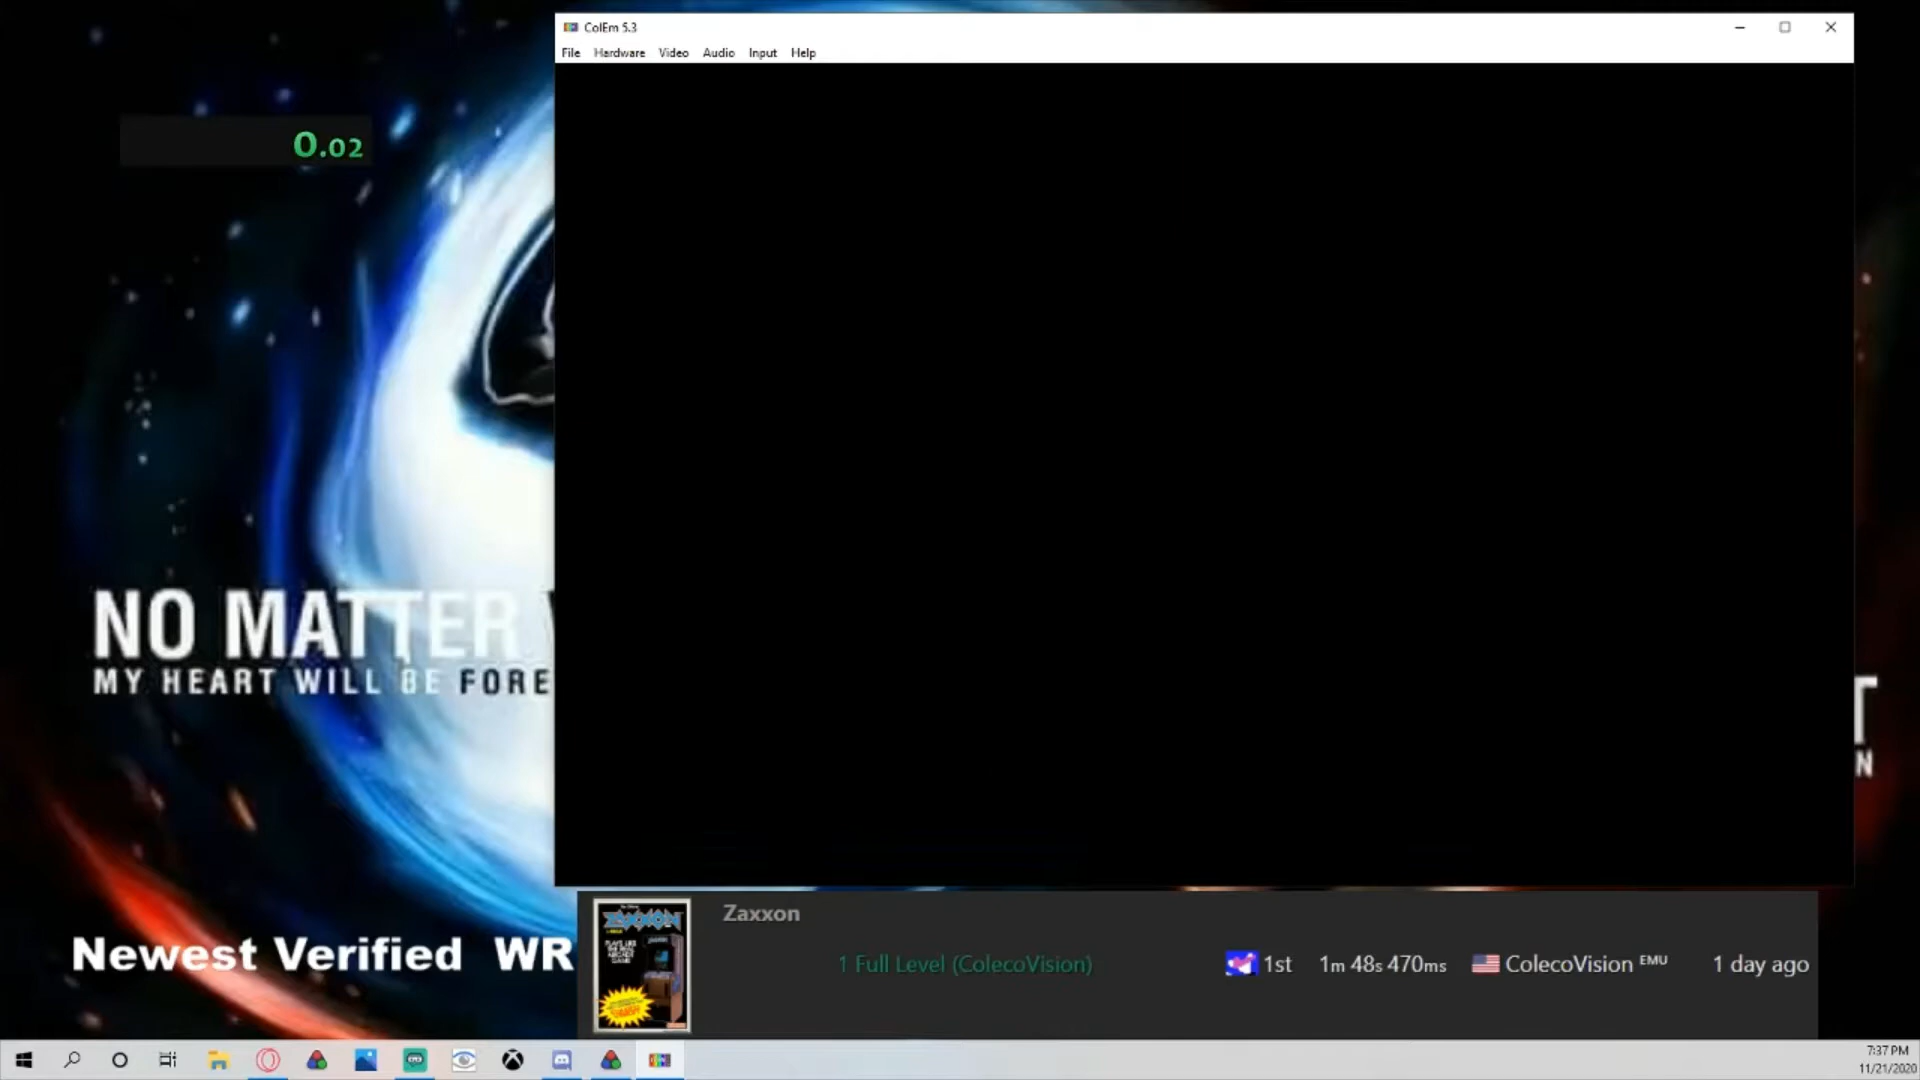 ColEm 5.3
File Hardware Video Audio Input Help
0.02
NO MATTER
MY HEART WILL BE FORE
T
N
Newest Verified WR
ZAXXON
Zaxxon
1 Full Level (ColecoVision)
1st
1m 48s 470ms
ColecoVision EMU
1 day ago
7:37 PM
11/21/2020